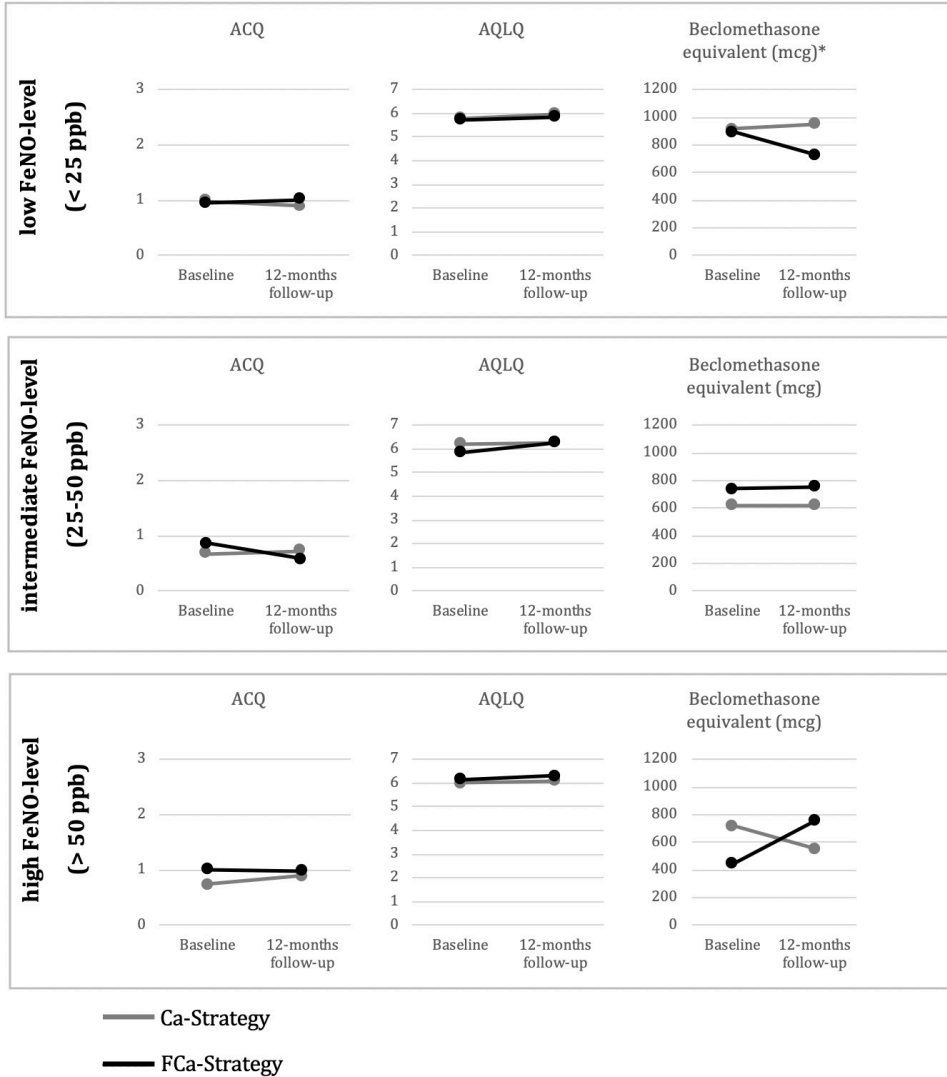 low FeNO-level
(< 25 ppb)
ACQ
3
2
1
0
Baseline
12-months
follow-up
AQLQ
7
6
5
4
3
2
1
0
Baseline
12-months
follow-up
Beclomethasone
equivalent (mcg)*
1200
1000
800
600
400
200
0
Baseline
12-months
follow-up
intermediate FeNO-level
(25-50 ppb)
ACQ
3
2
1
0
Baseline
12-months
follow-up
AQLQ
7
6
5
4
3
2
1
0
Baseline
12-months
follow-up
Beclomethasone
equivalent (mcg)
1200
1000
800
600
400
200
0
Baseline
12-months
follow-up
high FeNO-level
(> 50 ppb)
ACQ
3
2
1
0
Baseline
12-months
follow-up
AQLQ
7
6
5
4
3
2
1
0
Baseline
12-months
follow-up
Beclomethasone
equivalent (mcg)
1200
1000
800
600
400
200
0
Baseline
12-months
follow-up
Ca-Strategy
FCa-Strategy